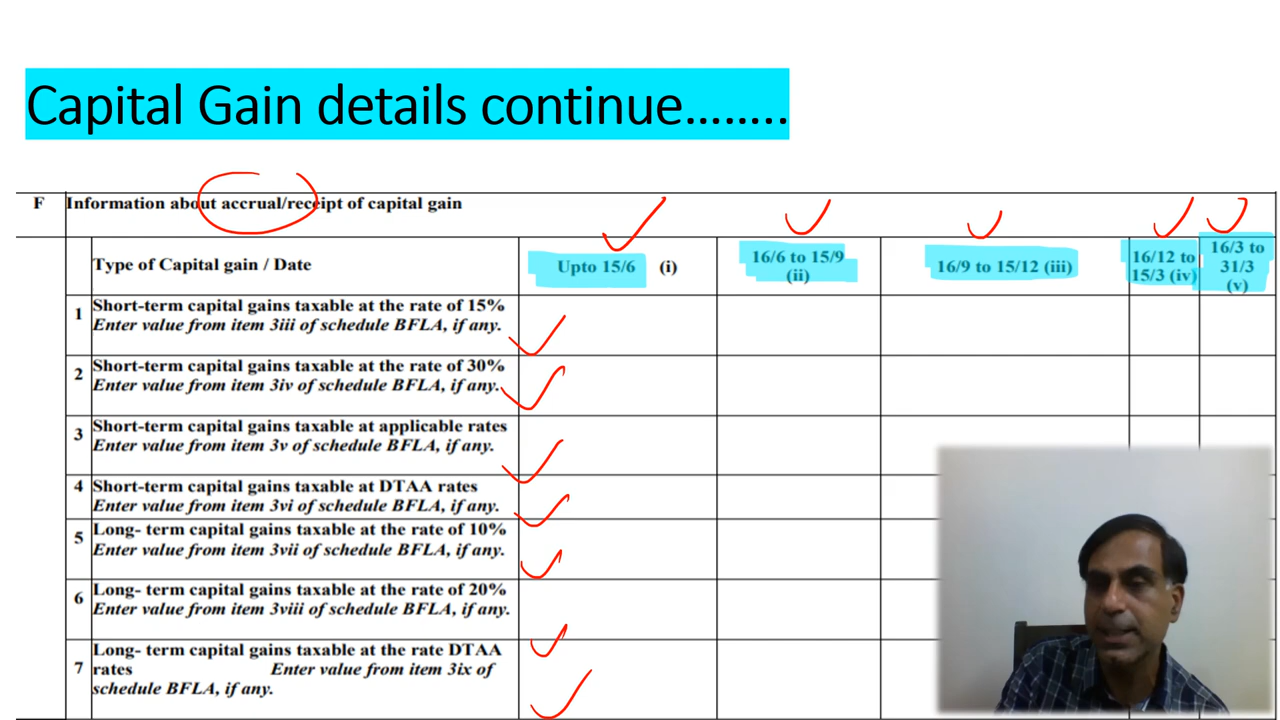 Capital Gain details continue........
F Information about accrual/receipt of capital gain
Type of Capital gain / Date
Upto 15/6 (i)
16/6 to 15/9
(ii)
16/9 to 15/12 (iii)
16/12 to
15/3 (iv)
16/3 to
31/3
(v)
1 Short-term capital gains taxable at the rate of 15%
Enter value from item 3iii of schedule BFLA, if any.
2 Short-term capital gains taxable at the rate of 30%
Enter value from item 3iv of schedule BFLA, if any.
3 Short-term capital gains taxable at applicable rates
Enter value from item 3v of schedule BFLA, if any.
4 Short-term capital gains taxable at DTAA rates
Enter value from item 3vi of schedule BFLA, if any.
5 Long- term capital gains taxable at the rate of 10%
Enter value from item 3vii of schedule BFLA, if any.
6 Long- term capital gains taxable at the rate of 20%
Enter value from item 3viii of schedule BFLA, if any.
7 Long- term capital gains taxable at the rate DTAA
rates Enter value from item 3ix of
schedule BFLA, if any.